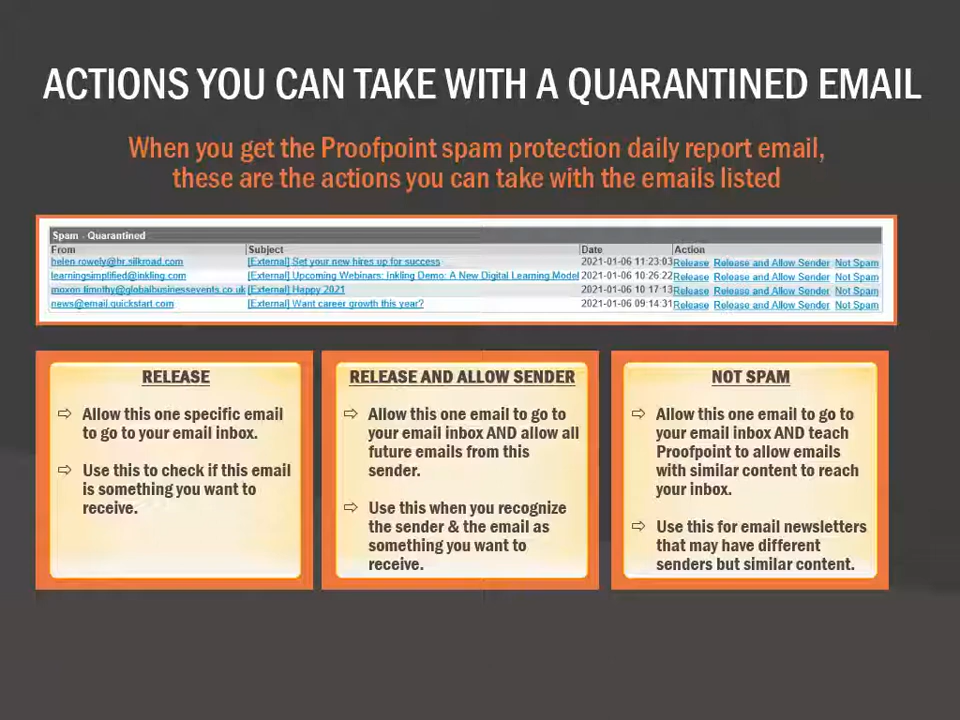 ACTIONS YOU CAN TAKE WITH A QUARANTINED EMAIL
When you get the Proofpoint spam protection daily report email,
these are the actions you can take with the emails listed
Spam - Quarantined
From Subject Date Action
helen.rowely@hr.silkroad.com [External] Set your new hires up for success 2021-01-06 11:23:03 Release Release and Allow Sender Not Spam
learningsimplified@inkling.com [External] Upcoming Webinars: Inkling Demo: A New Digital Learning Model 2021-01-06 10:26:22 Release Release and Allow Sender Not Spam
moxon.timothy@globalbusinessevents.co.uk [External] Happy 2021 2021-01-06 10:17:13 Release Release and Allow Sender Not Spam
news@email.quickstart.com [External] Want career growth this year? 2021-01-06 09:14:31 Release Release and Allow Sender Not Spam
RELEASE
⇨ Allow this one specific email
to go to your email inbox.
⇨ Use this to check if this email
is something you want to
receive.
RELEASE AND ALLOW SENDER
⇨ Allow this one email to go to
your email inbox AND allow all
future emails from this
sender.
⇨ Use this when you recognize
the sender & the email as
something you want to
receive.
NOT SPAM
⇨ Allow this one email to go to
your email inbox AND teach
Proofpoint to allow emails
with similar content to reach
your inbox.
⇨ Use this for email newsletters
that may have different
senders but similar content.